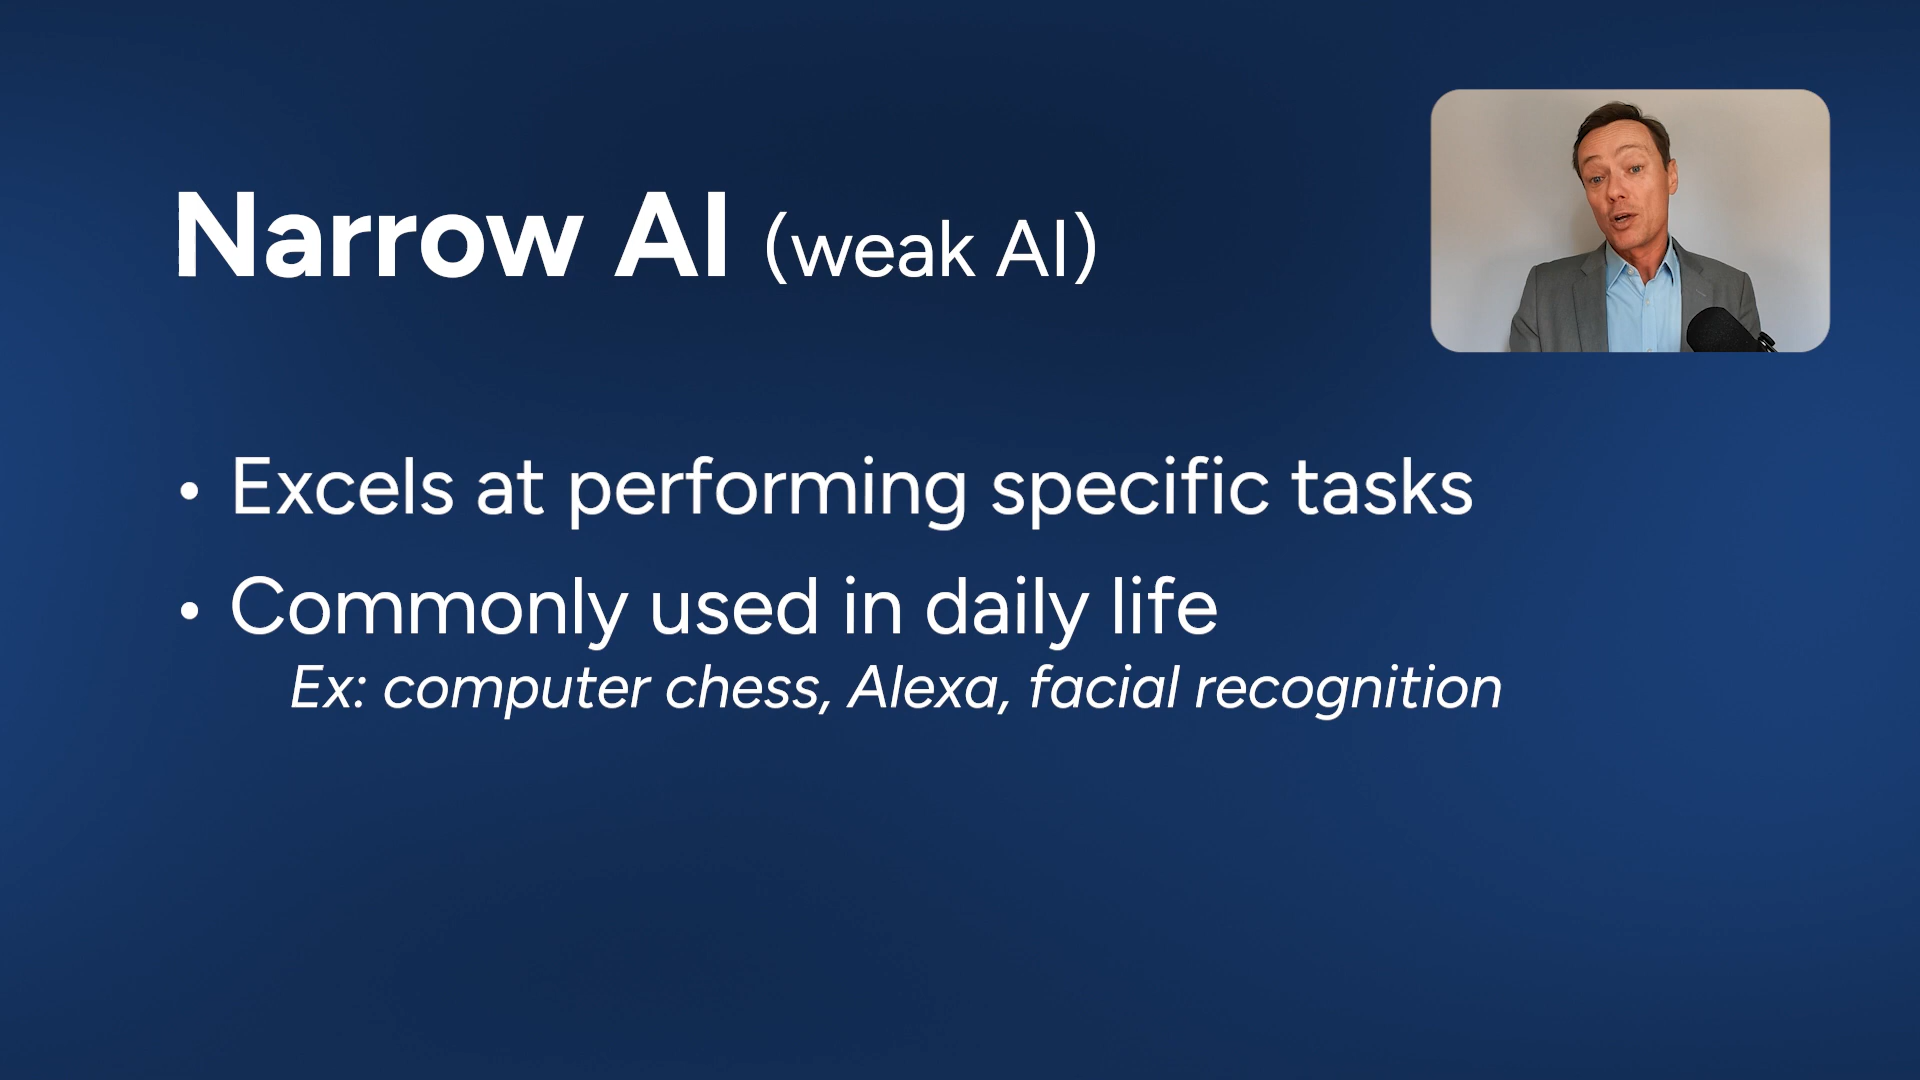 Narrow AI (weak AI)
• Excels at performing specific tasks
• Commonly used in daily life
Ex: computer chess, Alexa, facial recognition